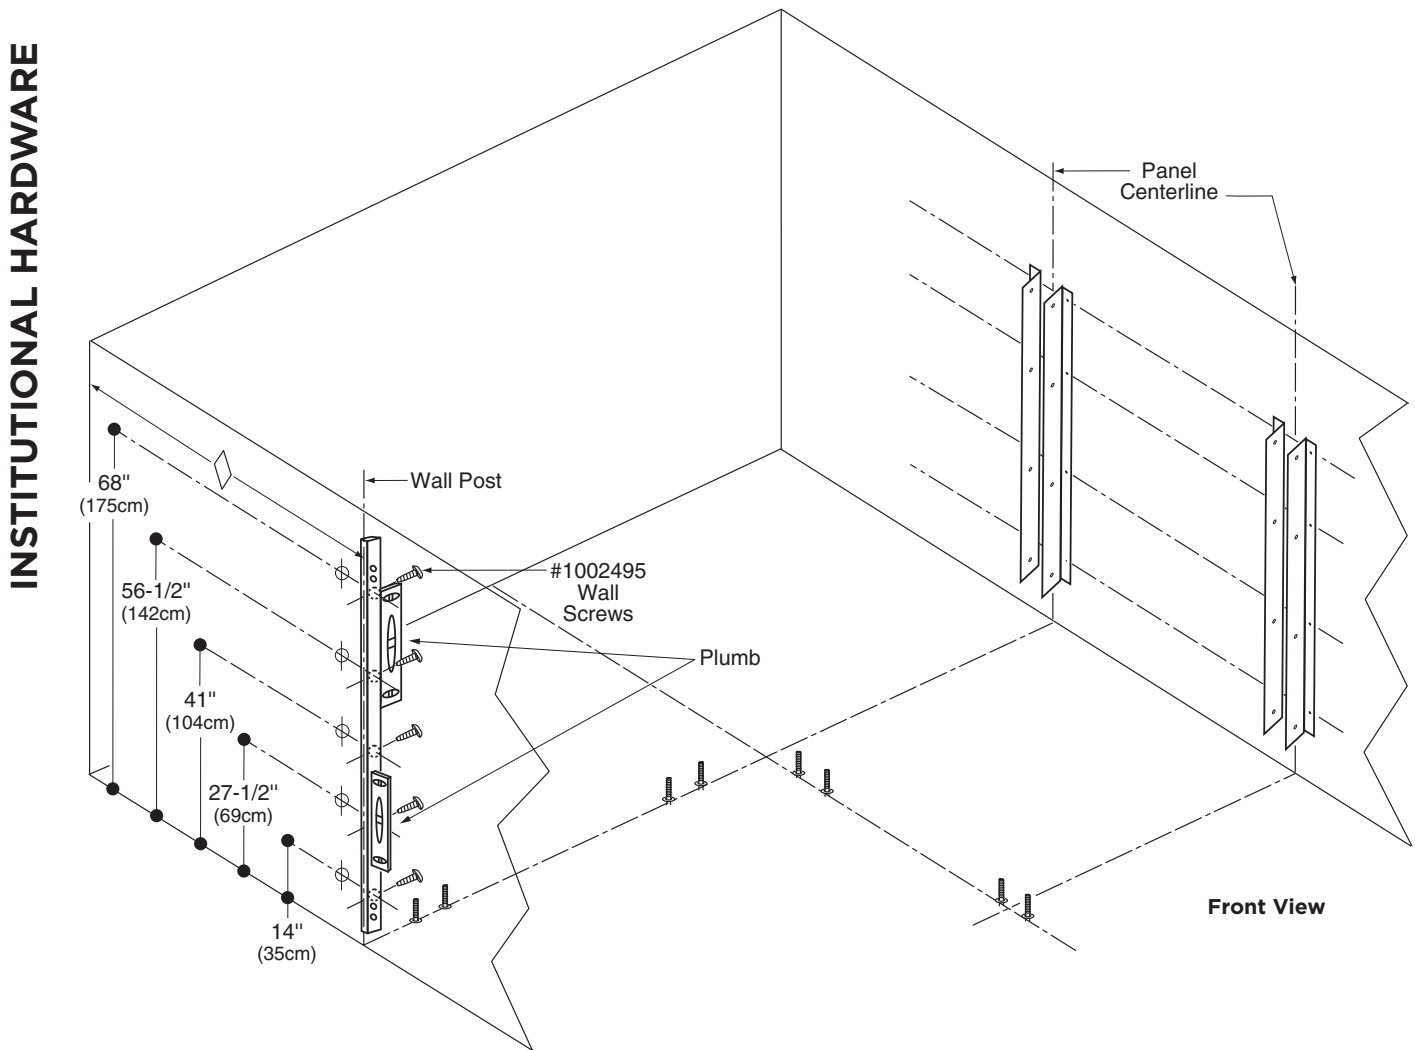 INSTITUTIONAL HARDWARE
Panel
Centerline
Wall Post
68"
(175cm)
#1002495
Wall
Screws
56-1/2"
(142cm)
Plumb
41"
(104cm)
27-1/2"
(69cm)
14"
(35cm)
Front View